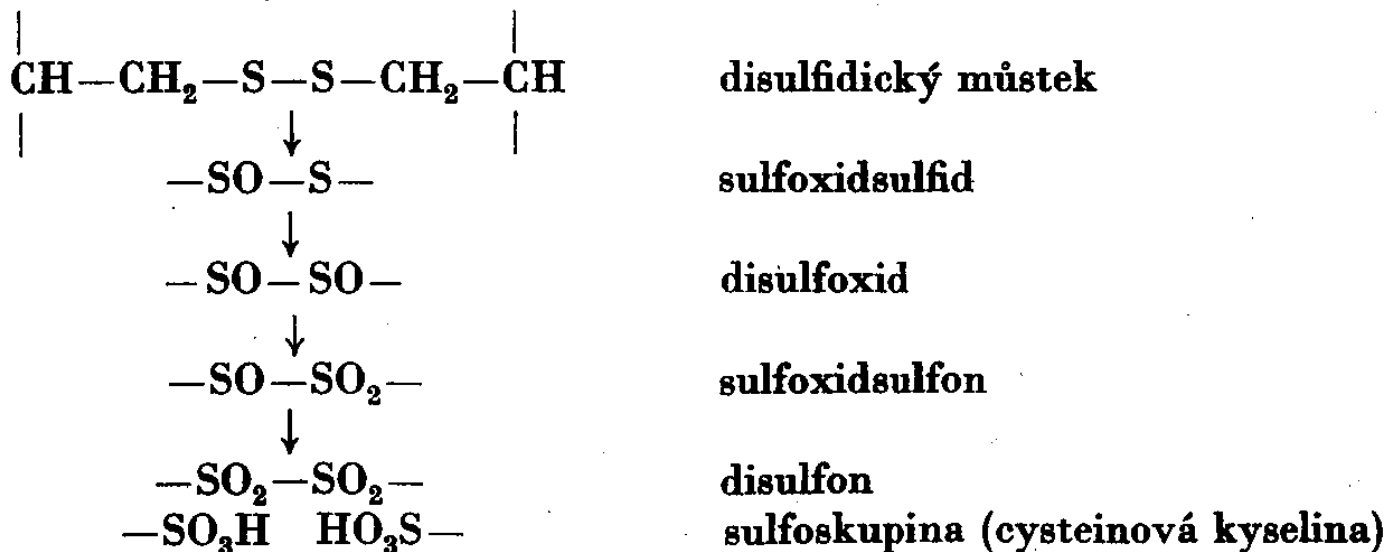 CH—CH₂—S—S—CH₂—CH disulfidický můstek
—SO—S— sulfoxidsulfid
—SO—SO— disulfoxid
—SO—SO₂— sulfoxidsulfon
—SO₂—SO₂— disulfon
—SO₃H HO₃S— sulfoskupina (cysteinová kyselina)